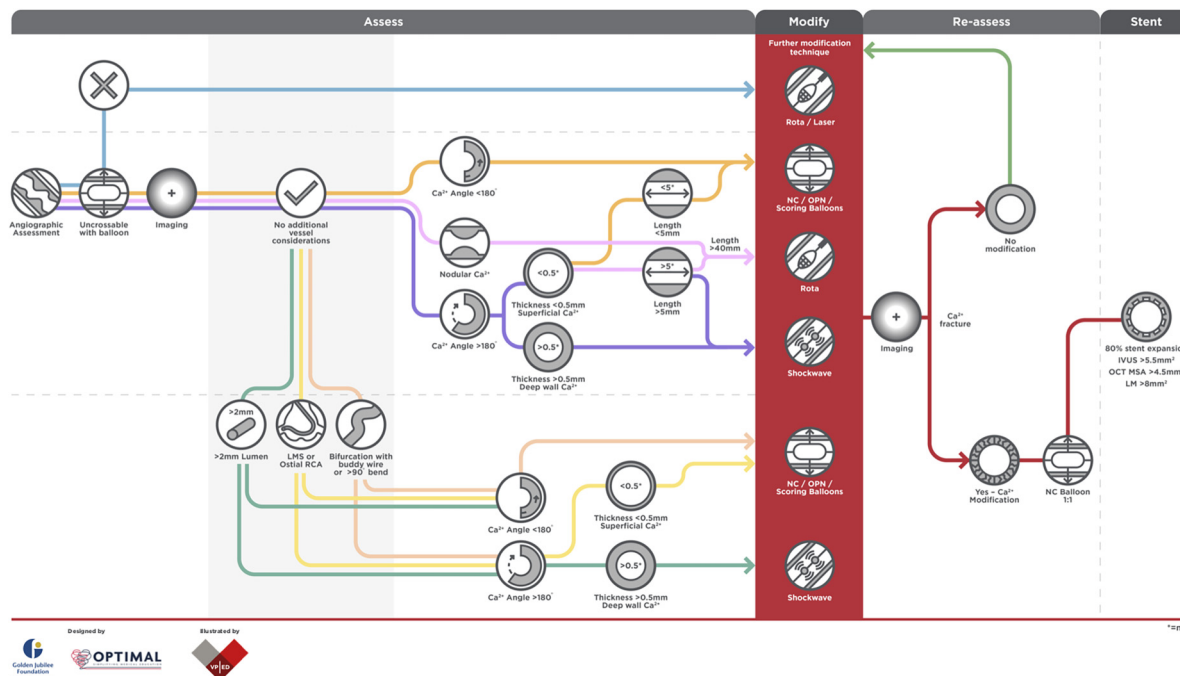 Assess
Modify
Re-assess
Stent
Further modification
technique
Rota / Laser
Angiographic
Assessment
Uncrossable
with balloon
Imaging
No additional
vessel
considerations
Ca²⁺ Angle <180°
Nodular Ca²⁺
Ca²⁺ Angle >180°
<0.5*
Thickness <0.5mm
Superficial Ca²⁺
>0.5*
Thickness >0.5mm
Deep wall Ca²⁺
<5*
Length
<5mm
>5*
Length
>5mm
Length
>40mm
NC / OPN /
Scoring Balloons
Rota
Shockwave
Imaging
Ca²⁺
fracture
No
modification
Yes – Ca²⁺
Modification
NC Balloon
1:1
80% stent expansio
IVUS >5.5mm²
OCT MSA >4.5mm
LM >8mm²
>2mm
>2mm Lumen
LMS or
Ostial RCA
Bifurcation with
buddy wire
or >90° bend
Ca²⁺ Angle <180°
Ca²⁺ Angle >180°
<0.5*
Thickness <0.5mm
Superficial Ca²⁺
>0.5*
Thickness >0.5mm
Deep wall Ca²⁺
NC / OPN /
Scoring Balloons
Shockwave
Golden Jubilee
Foundation
Designed by
OPTIMAL
Illustrated by
VP|ED